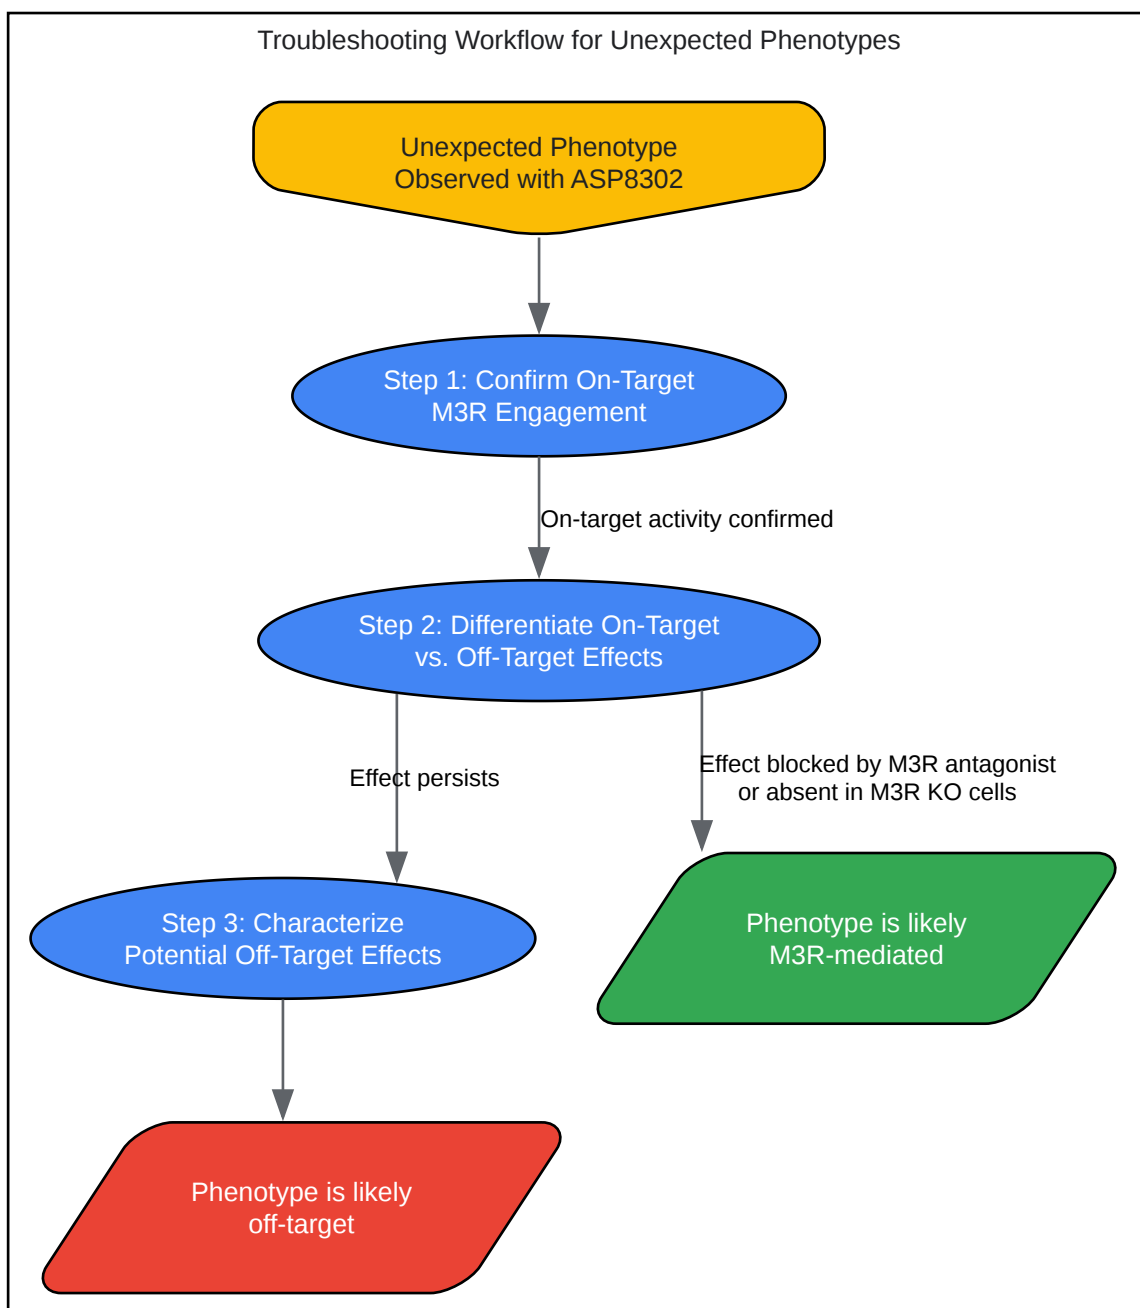 Troubleshooting Workflow for Unexpected Phenotypes
Unexpected Phenotype
Observed with ASP8302
Step 1: Confirm On-Target
M3R Engagement
On-target activity confirmed
Step 2: Differentiate On-Target
vs. Off-Target Effects
Effect persists
Effect blocked by M3R antagonist
or absent in M3R KO cells
Step 3: Characterize
Potential Off-Target Effects
Phenotype is likely
M3R-mediated
Phenotype is likely
off-target